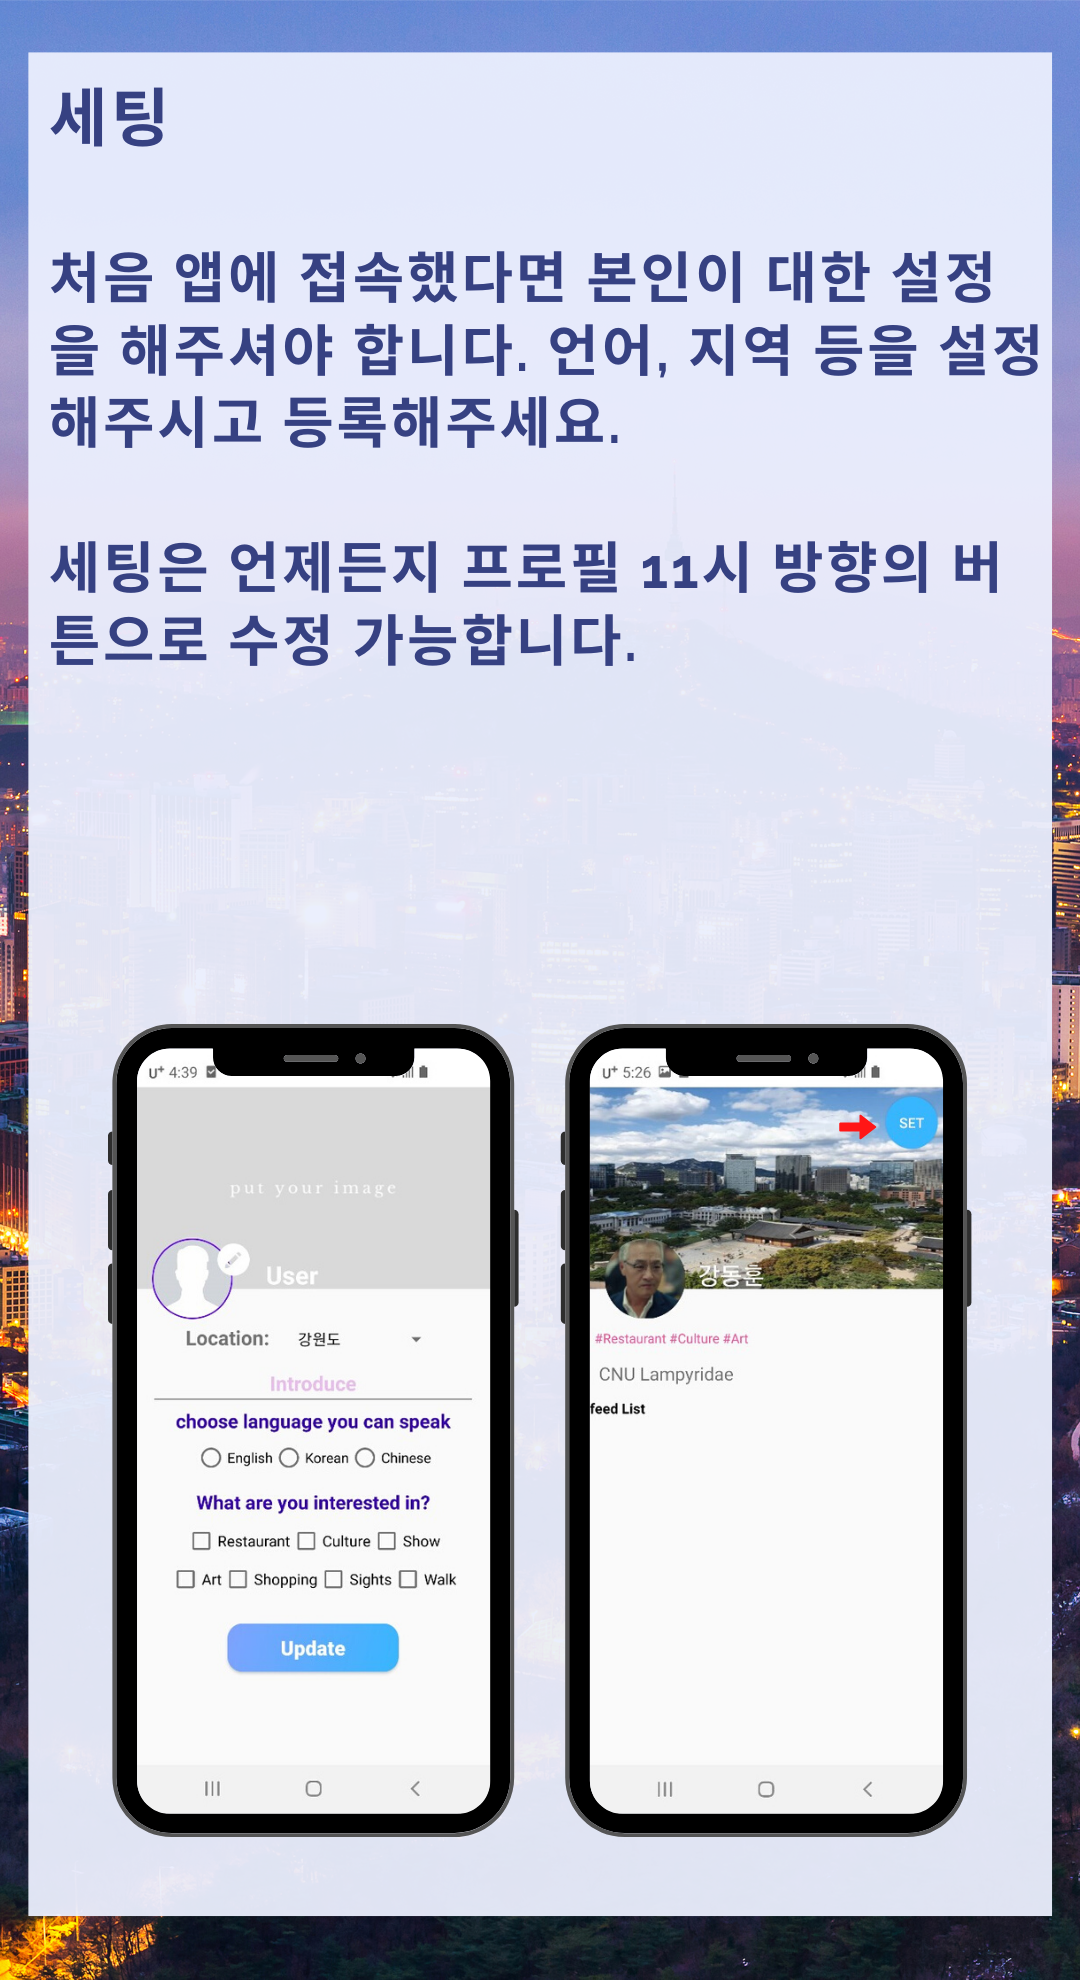 세팅
처음 앱에 접속했다면 본인이 대한 설정
을 해주셔야 합니다. 언어, 지역 등을 설정
해주시고 등록해주세요.
세팅은 언제든지 프로필 11시 방향의 버
튼으로 수정 가능합니다.
U+ 4:39
put your image
User
Location: 강원도
Introduce
choose language you can speak
English Korean Chinese
What are you interested in?
Restaurant Culture Show
Art Shopping Sights Walk
Update
U+ 5:26
SET
강동훈
#Restaurant #Culture #Art
CNU Lampyridae
feed List